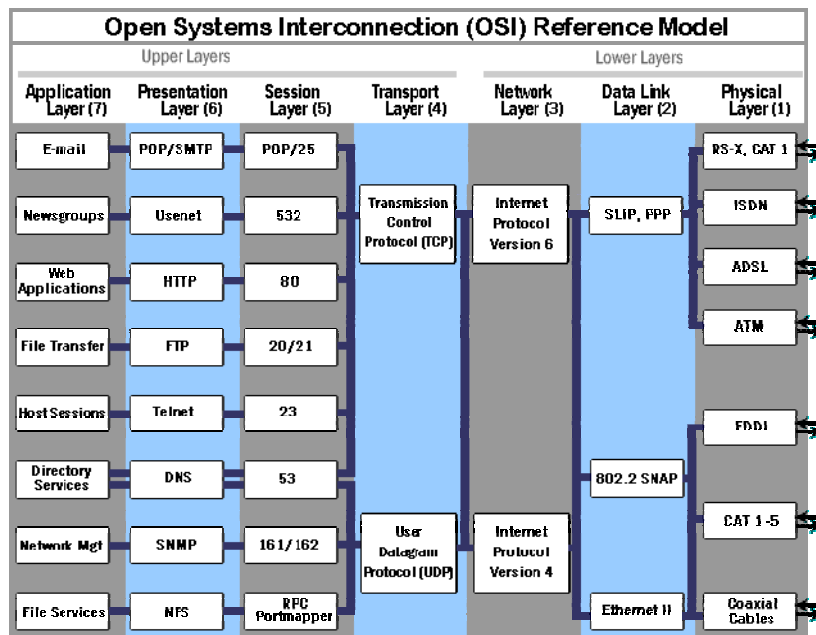 Open Systems Interconnection (OSI) Reference Model
Upper Layers
Lower Layers
Application
Layer (7)
Presentation
Layer (6)
Session
Layer (5)
Transport
Layer (4)
Network
Layer (3)
Data Link
Layer (2)
Physical
Layer (1)
E-mail
POP/SMTP
POP/25
RS-X, CAT 1
Newsgroups
Usenet
532
Transmission
Control
Protocol (TCP)
Internet
Protocol
Version 6
SLIP, PPP
ISDN
Web
Applications
HTTP
80
ADSL
File Transfer
FTP
20/21
ATM
Host Sessions
Telnet
23
FDDI
Directory
Services
DNS
53
802.2 SNAP
Network Mgt
SNMP
161/162
User
Datagram
Protocol (UDP)
Internet
Protocol
Version 4
CAT 1-5
File Services
NFS
RPC
Portmapper
Ethernet II
Coaxial
Cables